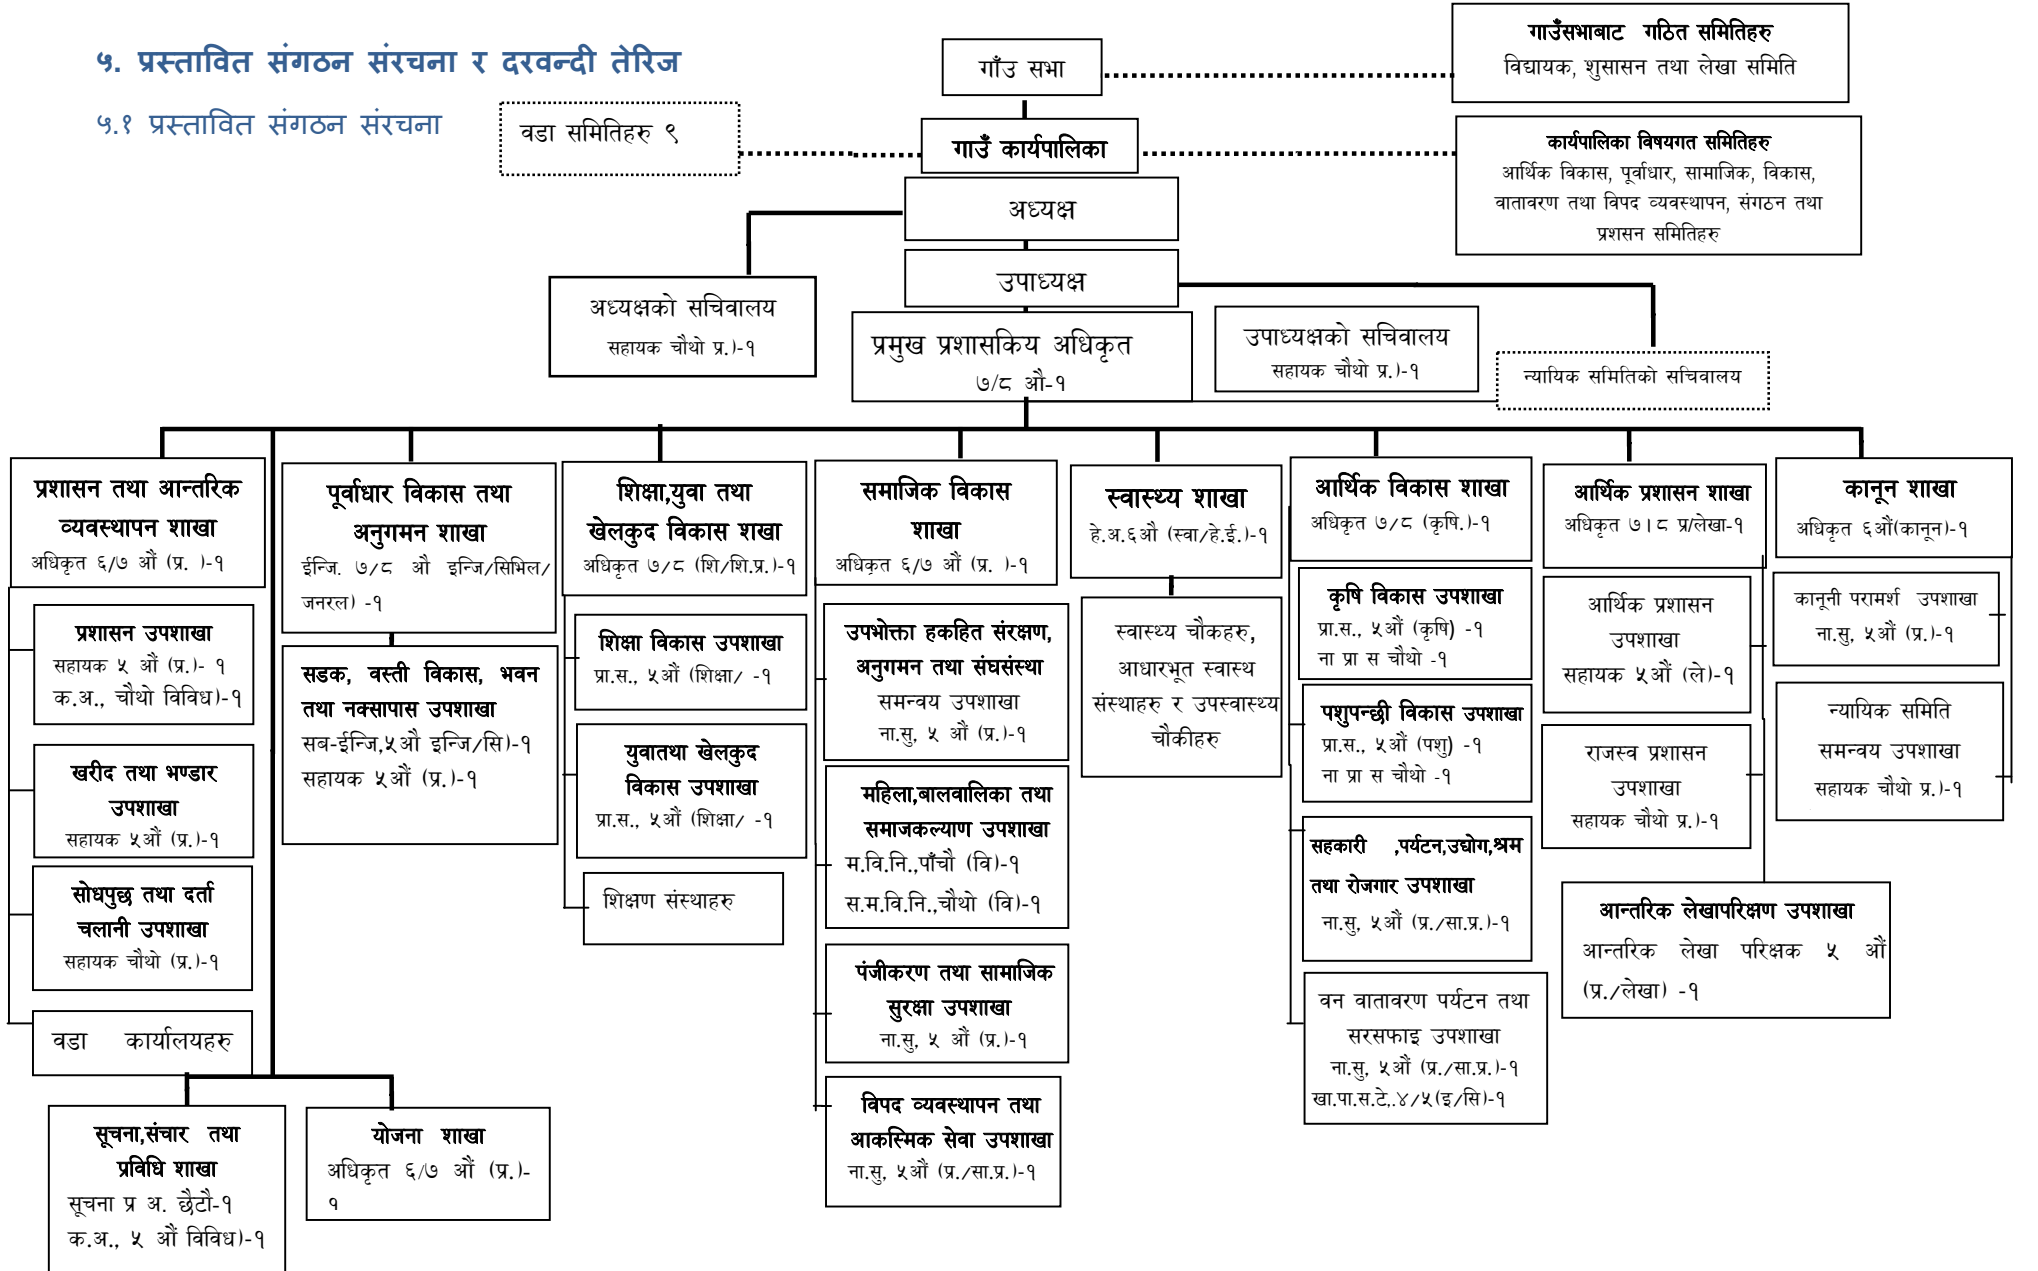 ५. प्रस्तावित संगठन संरचना र दरवन्दी तेरिज
५.१ प्रस्तावित संगठन संरचना
गाँउ सभा
गाउँसभाबाट गठित समितिहरु
विद्यायक, शुसासन तथा लेखा समिति
वडा समितिहरु ९
गाउँ कार्यपालिका
कार्यपालिका विषयगत समितिहरु
आर्थिक विकास, पूर्वाधार, सामाजिक, विकास,
वातावरण तथा विपद व्यवस्थापन, संगठन तथा
प्रशसन समितिहरु
अध्यक्ष
उपाध्यक्ष
अध्यक्षको सचिवालय
सहायक चौथो प्र.)-१
प्रमुख प्रशासकिय अधिकृत
७/८ औ-१
उपाध्यक्षको सचिवालय
सहायक चौथो प्र.)-१
न्यायिक समितिको सचिवालय
प्रशासन तथा आन्तरिक
व्यवस्थापन शाखा
अधिकृत ६/७ औं (प्र. )-१
प्रशासन उपशाखा
सहायक ५ औं (प्र.)- १
क.अ., चौथो विविध)-१
खरीद तथा भण्डार
उपशाखा
सहायक ५औं (प्र.)-१
सोधपुछ तथा दर्ता
चलानी उपशाखा
सहायक चौथो (प्र.)-१
वडा कार्यालयहरु
सूचना,संचार तथा
प्रविधि शाखा
सूचना प्र अ. छैटौ-१
क.अ., ५ औं विविध)-१
योजना शाखा
अधिकृत ६/७ औं (प्र.)-
१
पूर्वाधार विकास तथा
अनुगमन शाखा
ईन्जि. ७/८ औ इन्जि/सिभिल/
जनरल) -१
सडक, वस्ती विकास, भवन
तथा नक्सापास उपशाखा
सब-ईन्जि,५औ इन्जि/सि)-१
सहायक ५औं (प्र.)-१
शिक्षा,युवा तथा
खेलकुद विकास शखा
अधिकृत ७/८ (शि/शि.प्र.)-१
शिक्षा विकास उपशाखा
प्रा.स., ५औं (शिक्षा/ -१
युवातथा खेलकुद
विकास उपशाखा
प्रा.स., ५औं (शिक्षा/ -१
शिक्षण संस्थाहरु
समाजिक विकास
शाखा
अधिकृत ६/७ औं (प्र. )-१
उपभोक्ता हकहित संरक्षण,
अनुगमन तथा संघसंस्था
समन्वय उपशाखा
ना.सु, ५ औं (प्र.)-१
महिला,बालवालिका तथा
समाजकल्याण उपशाखा
म.वि.नि.,पाँचौ (वि)-१
स.म.वि.नि.,चौथो (वि)-१
पंजीकरण तथा सामाजिक
सुरक्षा उपशाखा
ना.सु, ५ औं (प्र.)-१
विपद व्यवस्थापन तथा
आकस्मिक सेवा उपशाखा
ना.सु, ५औं (प्र./सा.प्र.)-१
स्वास्थ्य शाखा
हे.अ.६औ (स्वा/हे.ई.)-१
स्वास्थ्य चौकहरु,
आधारभूत स्वास्थ
संस्थाहरु र उपस्वास्थ्य
चौकीहरु
आर्थिक विकास शाखा
अधिकृत ७/८ (कृषि.)-१
कृषि विकास उपशाखा
प्रा.स., ५औं (कृषि) -१
ना प्रा स चौथो -१
पशुपन्छी विकास उपशाखा
प्रा.स., ५औं (पशु) -१
ना प्रा स चौथो -१
सहकारी ,पर्यटन,उद्योग,श्रम
तथा रोजगार उपशाखा
ना.सु, ५औं (प्र./सा.प्र.)-१
वन वातावरण पर्यटन तथा
सरसफाइ उपशाखा
ना.सु, ५औं (प्र./सा.प्र.)-१
खा.पा.स.टे,.४/५(इ/सि)-१
आर्थिक प्रशासन शाखा
अधिकृत ७।८ प्र/लेखा-१
आर्थिक प्रशासन
उपशाखा
सहायक ५औं (ले)-१
राजस्व प्रशासन
उपशाखा
सहायक चौथो प्र.)-१
आन्तरिक लेखापरिक्षण उपशाखा
आन्तरिक लेखा परिक्षक ५ औं
(प्र./लेखा) -१
कानून शाखा
अधिकृत ६औं(कानून)-१
कानूनी परामर्श उपशाखा
ना.सु, ५औं (प्र.)-१
न्यायिक समिति
समन्वय उपशाखा
सहायक चौथो प्र.)-१